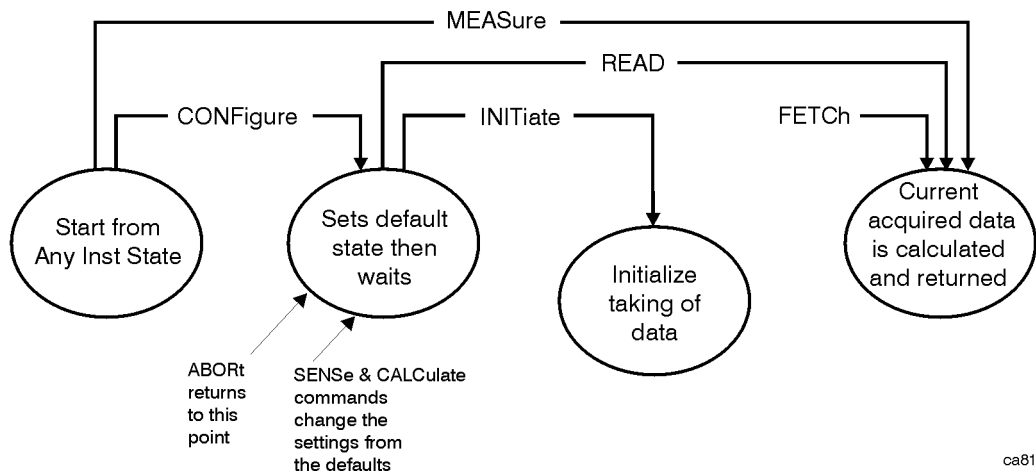 MEASure
READ
CONFigure
INITiate
FETCh
Start from
Any Inst State
Sets default
state then
waits
Initialize
taking of
data
Current
acquired data
is calculated
and returned
ABORt
returns
to this
point
SENSe & CALCulate
commands
change the
settings from
the defaults
ca81